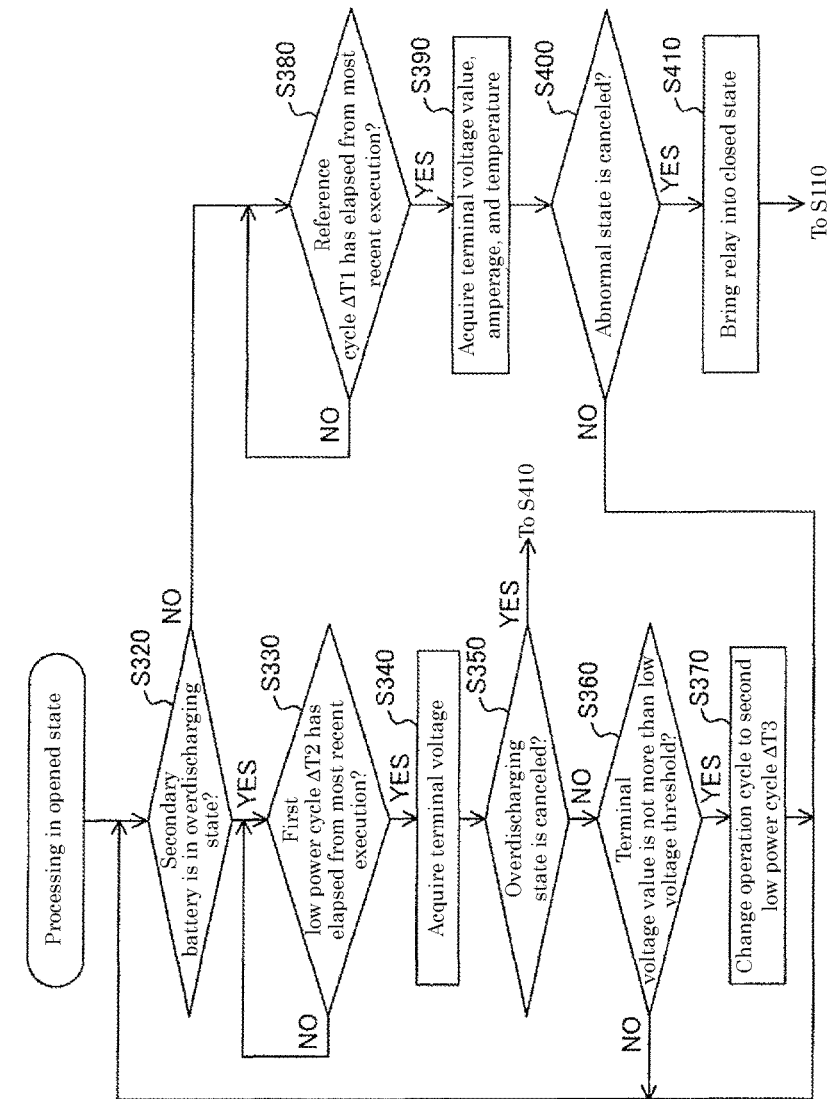 Processing in opened state
S320
Secondary
battery is in overdischarging
state?
NO
YES
S330
First
low power cycle ΔT2 has
elapsed from most recent
execution?
NO
YES
S340
Acquire terminal voltage
S350
Overdischarging
state is canceled?
YES
To S410
NO
S360
Terminal
voltage value is not more than low
voltage threshold?
NO
YES
S370
Change operation cycle to second
low power cycle ΔT3
S380
Reference
cycle ΔT1 has elapsed from most
recent execution?
NO
YES
S390
Acquire terminal voltage value,
amperage, and temperature
S400
Abnormal state is canceled?
NO
YES
S410
Bring relay into closed state
To S110